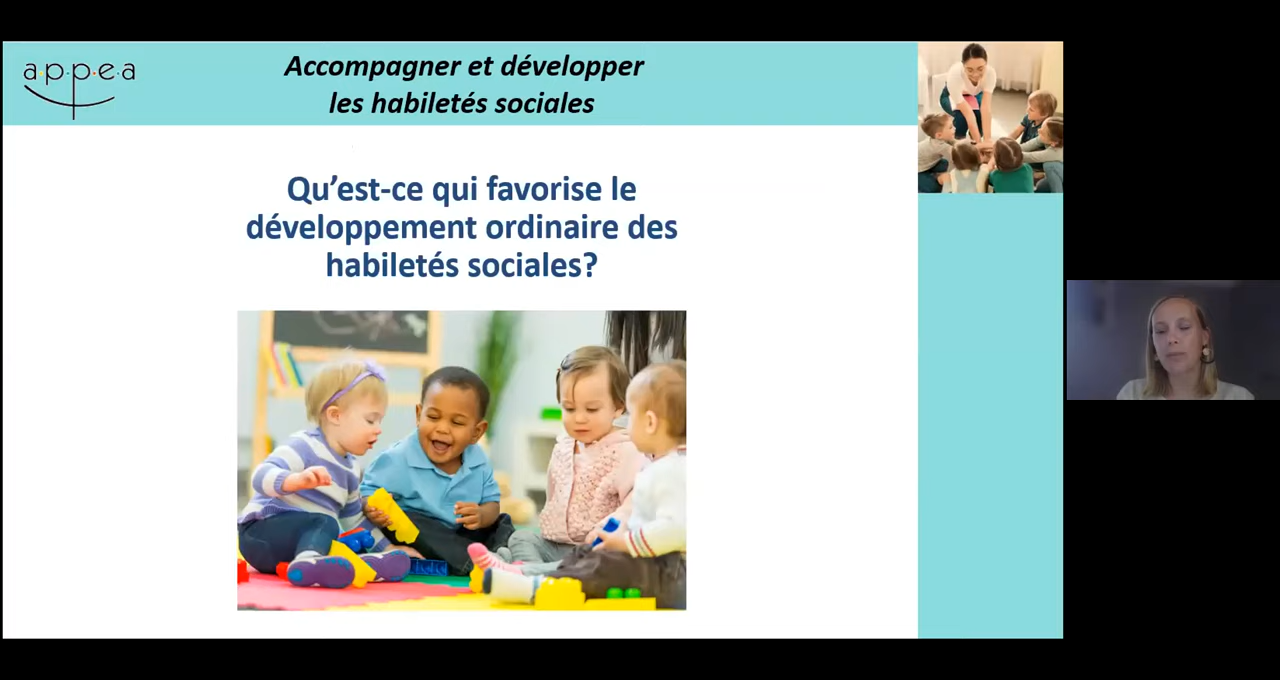 a·p·p·e·a
Accompagner et développer
les habiletés sociales
Qu’est-ce qui favorise le
développement ordinaire des
habiletés sociales?